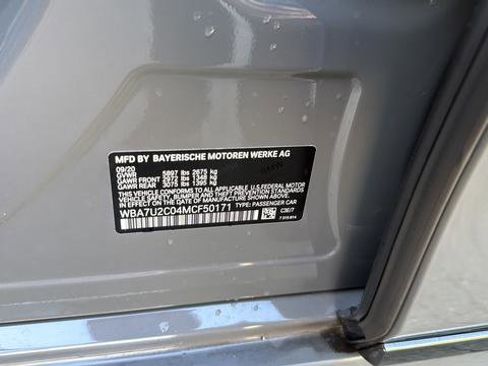 MFD BY BAYERISCHE MOTOREN WERKE AG
09/20
GVWR 5897 lbs 2675 kg
GAWR FRONT 2972 lbs 1348 kg
GAWR REAR 3075 lbs 1395 kg
THIS VEHICLE CONFORMS TO ALL APPLICABLE U.S. FEDERAL MOTOR
VEHICLE SAFETY, BUMPER, AND THEFT PREVENTION STANDARDS
IN EFFECT ON THE DATE OF MANUFACTURE SHOWN ABOVE.
WBA7U2C04MCF50171 TYPE: PASSENGER CAR